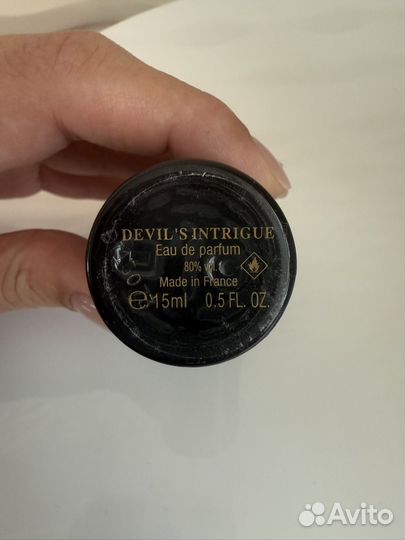 DEVIL'S INTRIGUE
Eau de parfum
80% vol.
Made in France
℮15ml 0.5 FL. OZ.
Avito